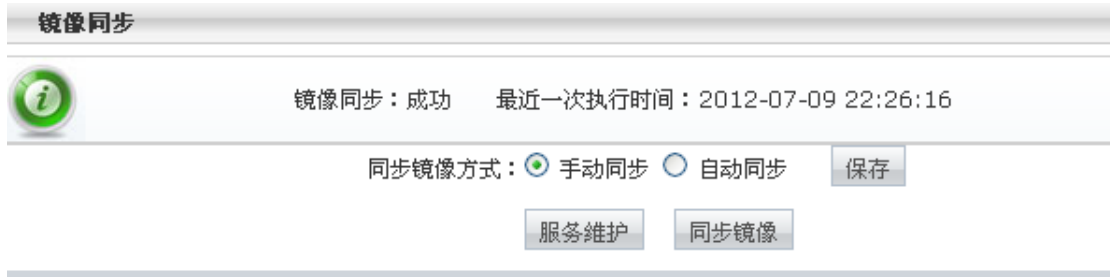 镜像同步
镜像同步：成功 最近一次执行时间：2012-07-09 22:26:16
同步镜像方式： 手动同步 自动同步 保存
服务维护 同步镜像